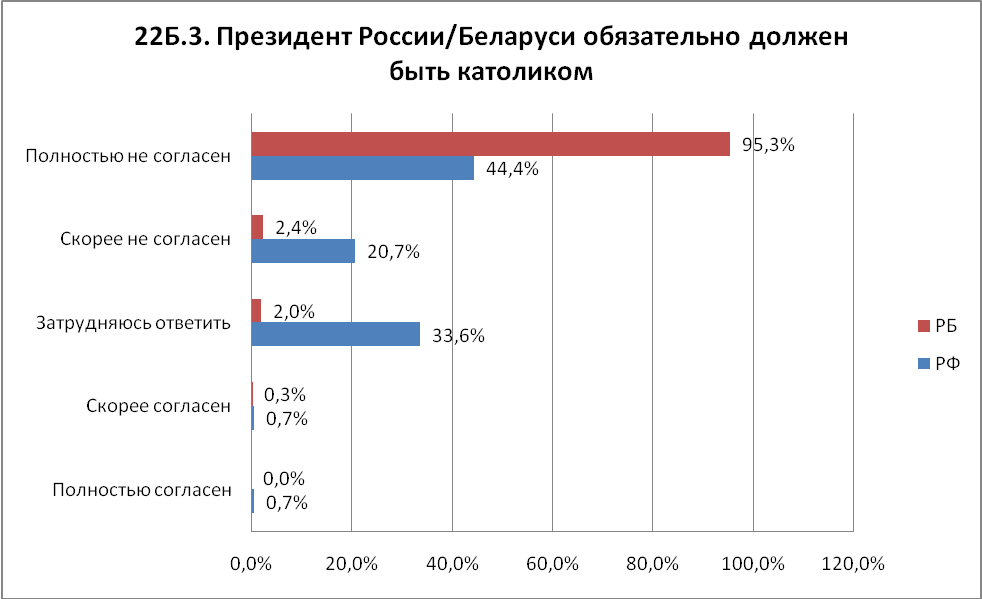 22Б.3. Президент России/Беларуси обязательно должен
быть католиком
Полностью не согласен
95,3%
44,4%
Скорее не согласен
2,4%
20,7%
Затрудняюсь ответить
2,0%
33,6%
Скорее согласен
0,3%
0,7%
Полностью согласен
0,0%
0,7%
РБ
РФ
0,0% 20,0% 40,0% 60,0% 80,0% 100,0% 120,0%